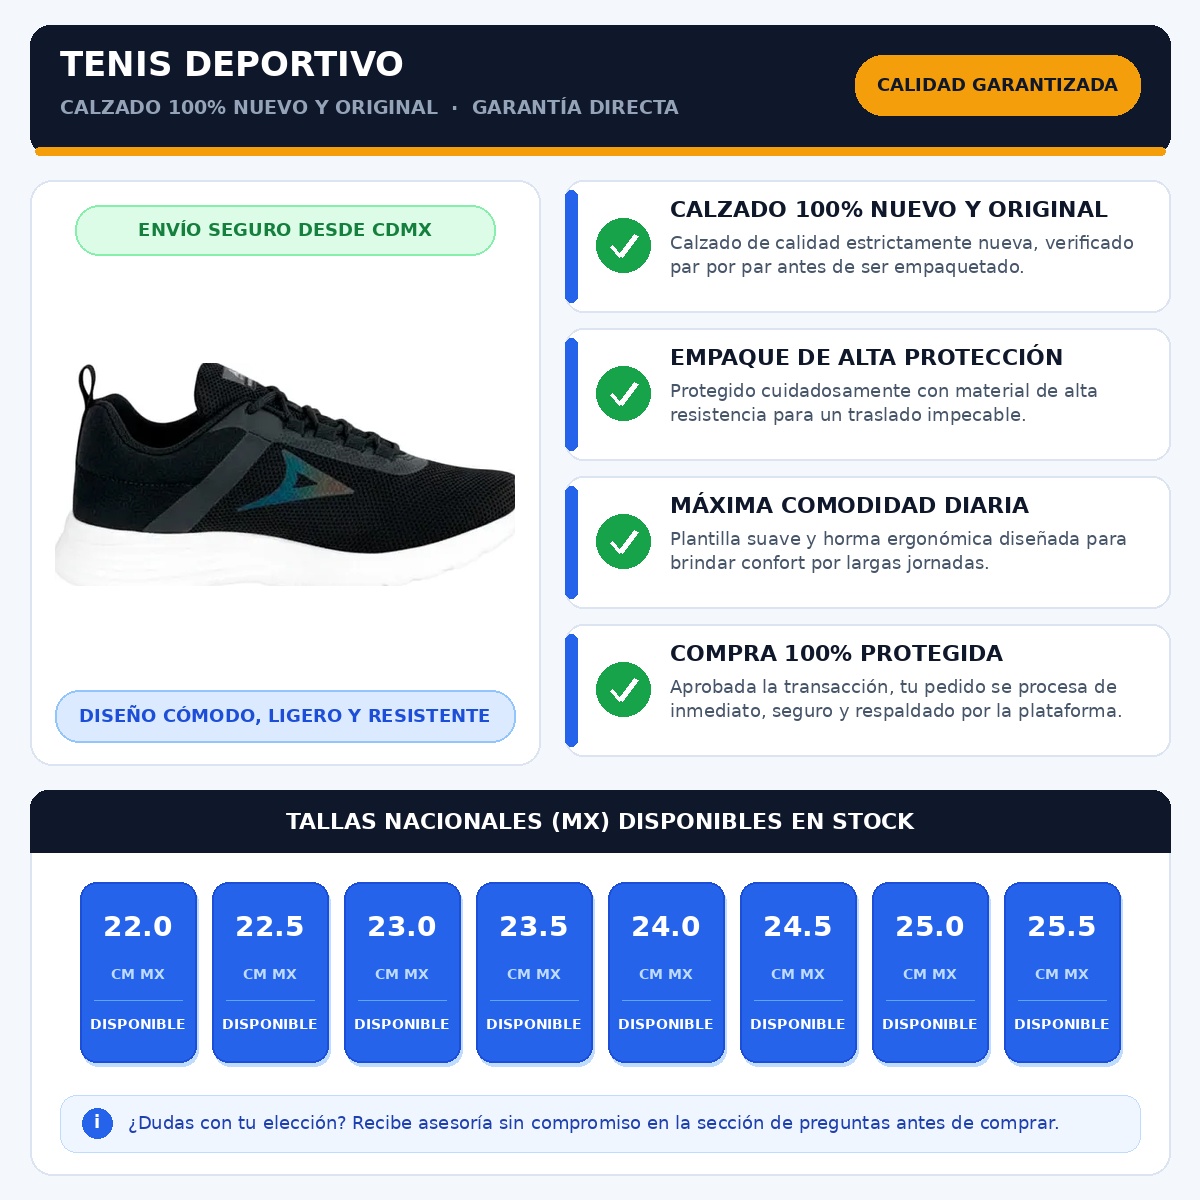 TENIS DEPORTIVO
CALZADO 100% NUEVO Y ORIGINAL · GARANTÍA DIRECTA
CALIDAD GARANTIZADA
ENVÍO SEGURO DESDE CDMX
DISEÑO CÓMODO, LIGERO Y RESISTENTE
CALZADO 100% NUEVO Y ORIGINAL
Calzado de calidad estrictamente nueva, verificado
par por par antes de ser empaquetado.
EMPAQUE DE ALTA PROTECCIÓN
Protegido cuidadosamente con material de alta
resistencia para un traslado impecable.
MÁXIMA COMODIDAD DIARIA
Plantilla suave y horma ergonómica diseñada para
brindar confort por largas jornadas.
COMPRA 100% PROTEGIDA
Aprobada la transacción, tu pedido se procesa de
inmediato, seguro y respaldado por la plataforma.
TALLAS NACIONALES (MX) DISPONIBLES EN STOCK
22.0 22.5 23.0 23.5 24.0 24.5 25.0 25.5
CM MX CM MX CM MX CM MX CM MX CM MX CM MX CM MX
DISPONIBLE DISPONIBLE DISPONIBLE DISPONIBLE DISPONIBLE DISPONIBLE DISPONIBLE DISPONIBLE
i ¿Dudas con tu elección? Recibe asesoría sin compromiso en la sección de preguntas antes de comprar.